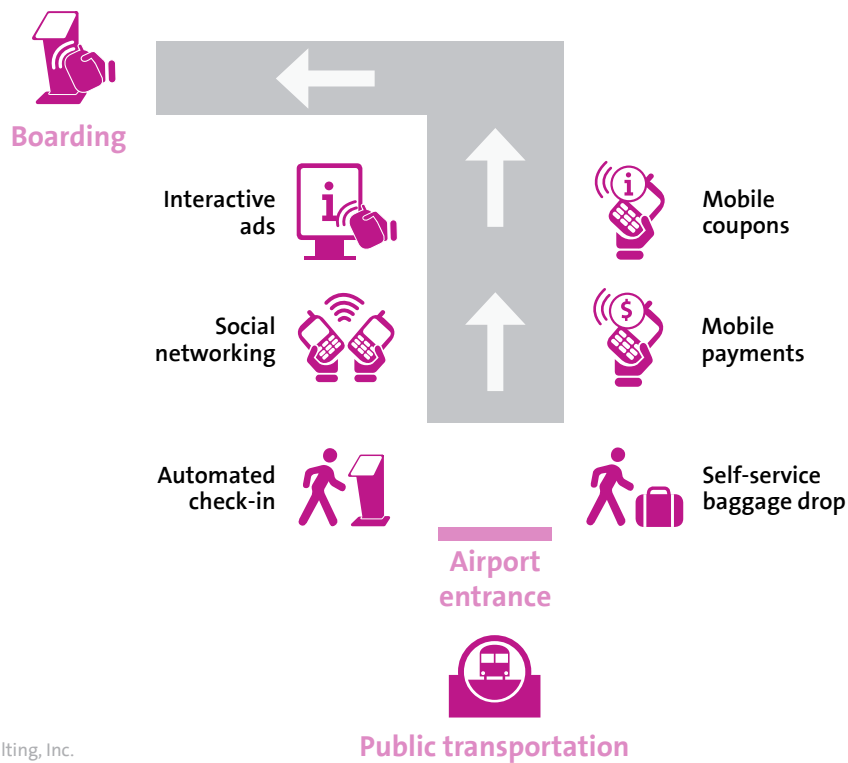 Boarding
Interactive
ads
i
i
Mobile
coupons
Social
networking
$
Mobile
payments
Automated
check-in
Self-service
baggage drop
Airport
entrance
Public transportation
lting, Inc.